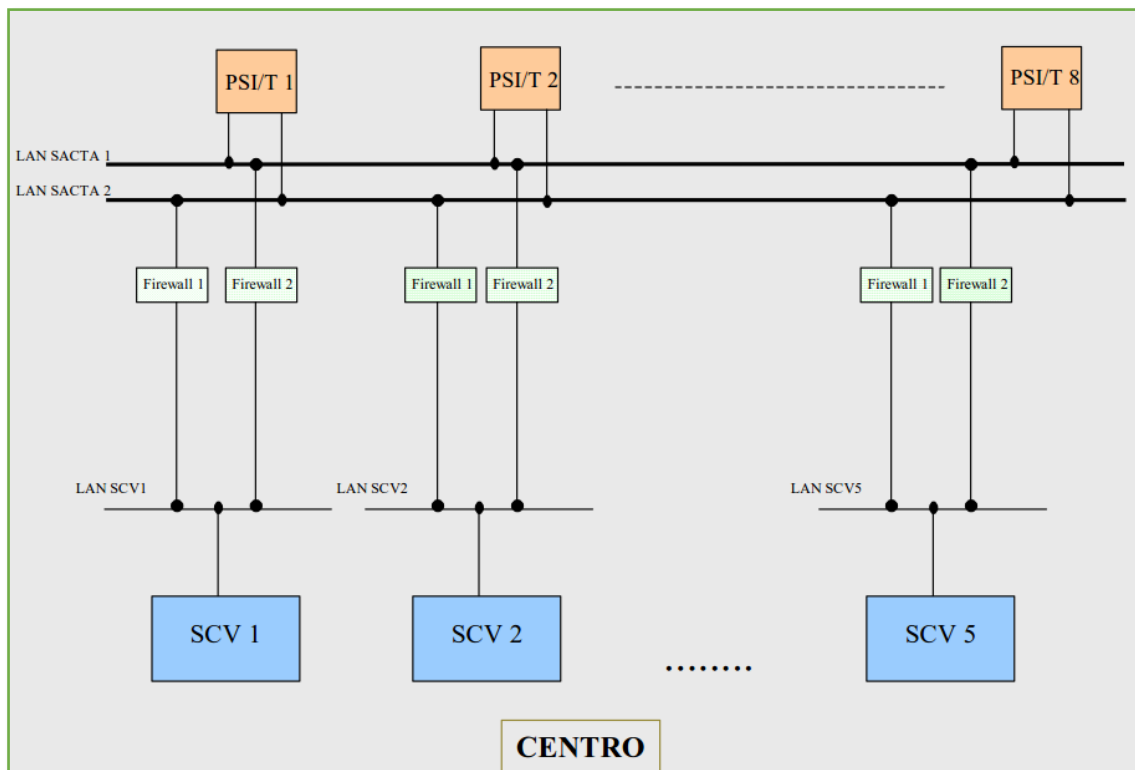 PSI/T 1
PSI/T 2
PSI/T 8
LAN SACTA 1
LAN SACTA 2
Firewall 1
Firewall 2
Firewall 1
Firewall 2
Firewall 1
Firewall 2
LAN SCV1
LAN SCV2
LAN SCV5
SCV 1
SCV 2
........
SCV 5
CENTRO